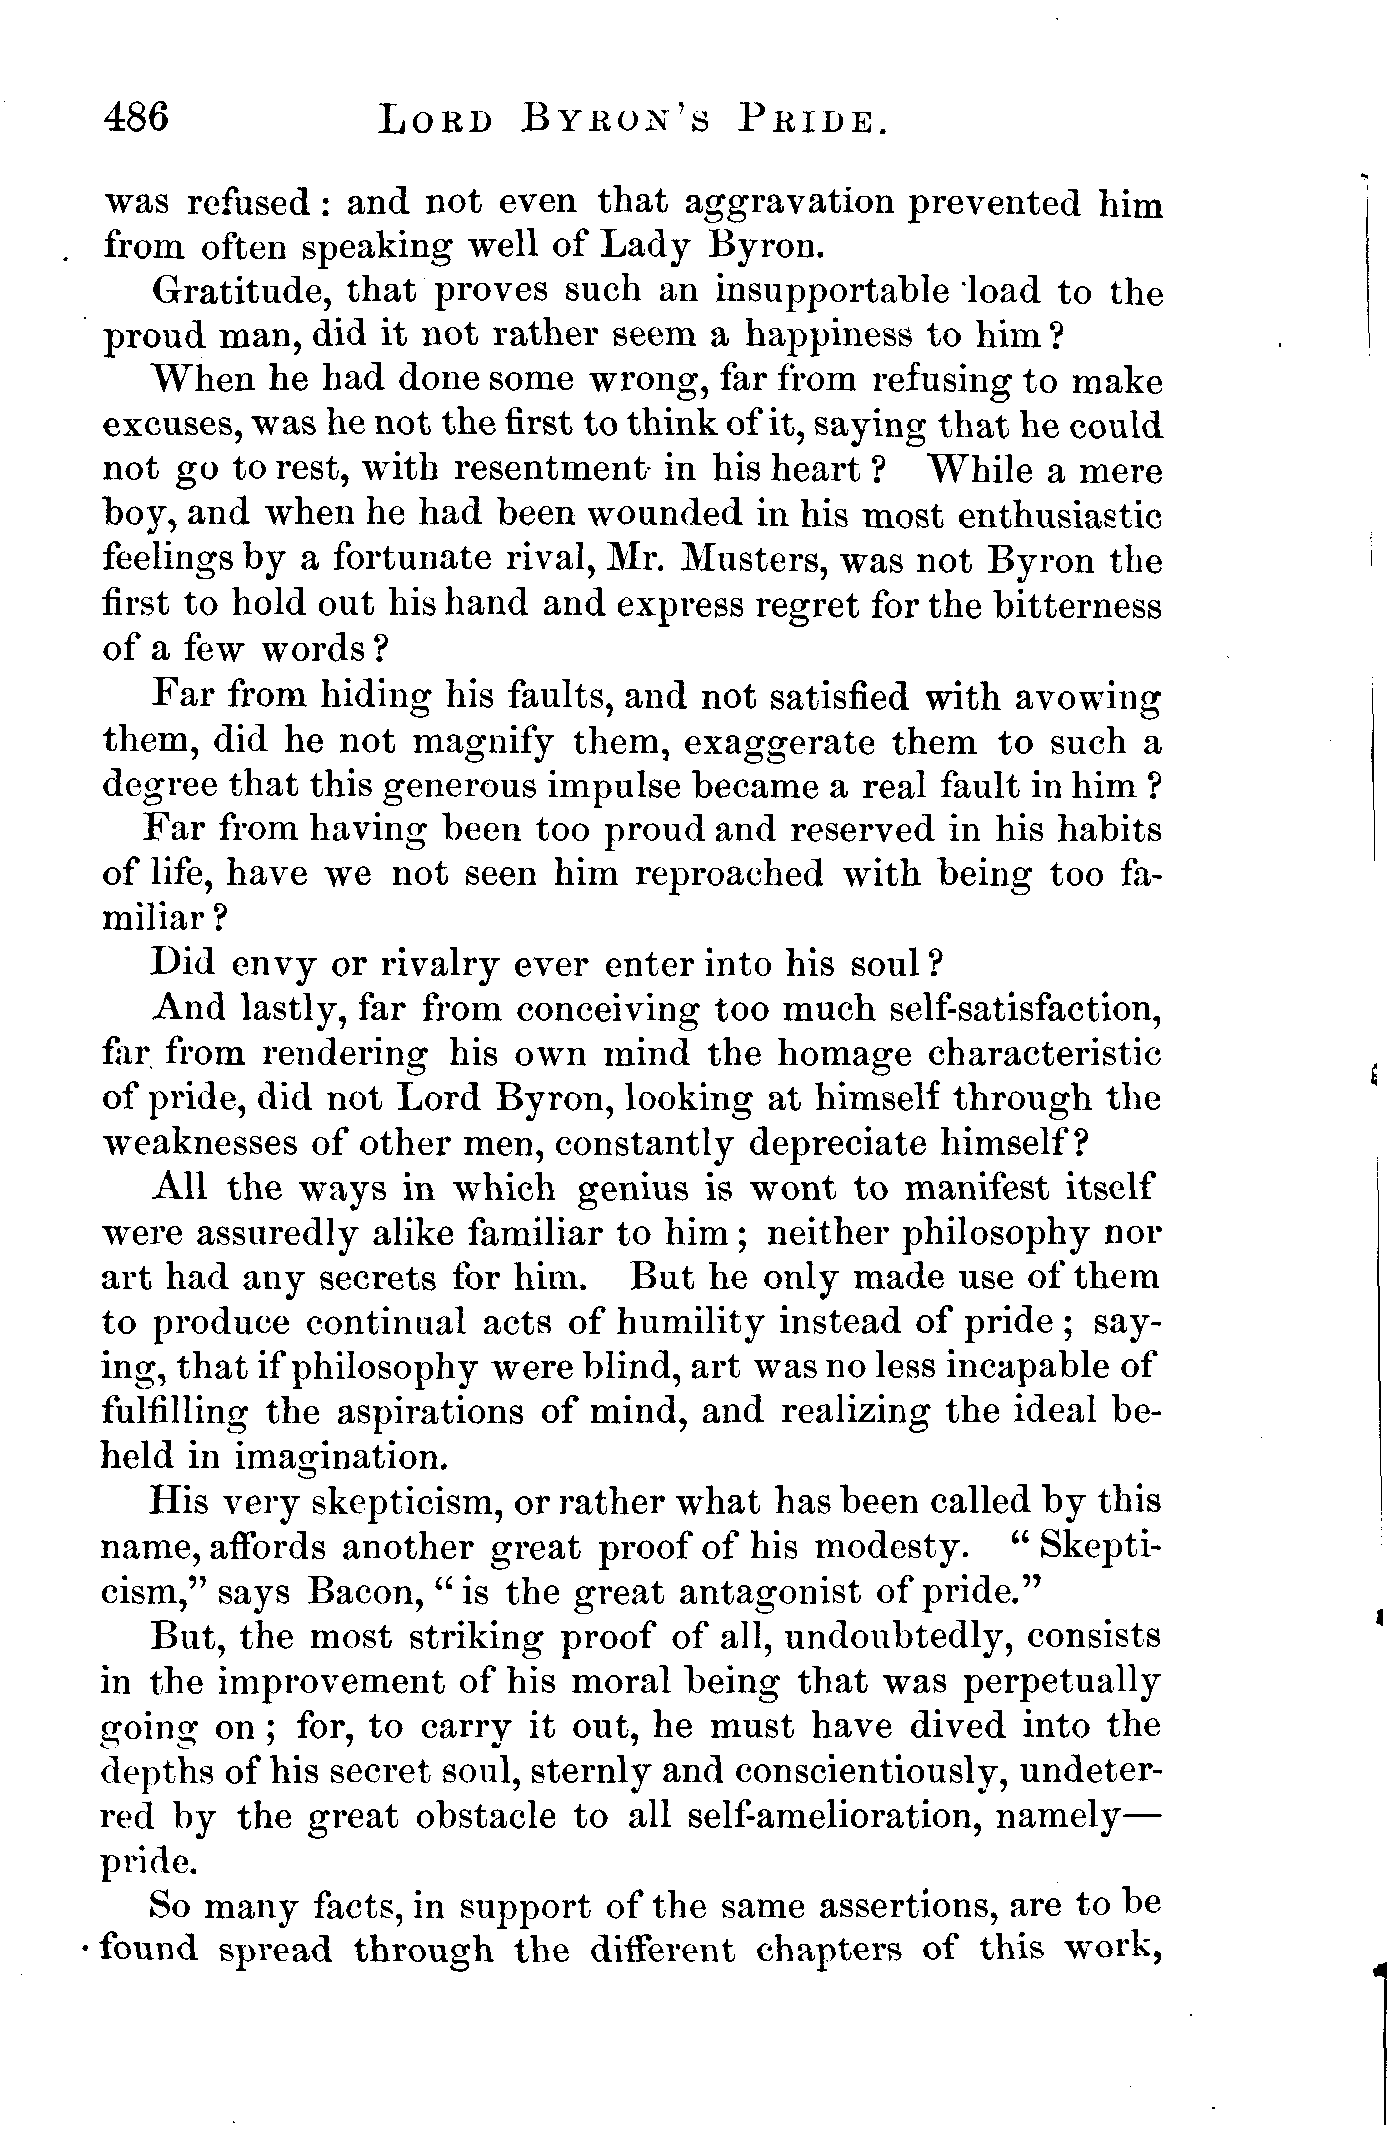 486 LORD BYRON'S PRIDE.
was refused : and not even that aggravation prevented him
from often speaking well of Lady Byron.
Gratitude, that proves such an insupportable load to the
proud man, did it not rather seem a happiness to him ?
When he had done some wrong, far from refusing to make
excuses, was he not the first to think of it, saying that he could
not go to rest, with resentment in his heart ? While a mere
boy, and when he had been wounded in his most enthusiastic
feelings by a fortunate rival, Mr. Musters, was not Byron the
first to hold out his hand and express regret for the bitterness
of a few words ?
Far from hiding his faults, and not satisfied with avowing
them, did he not magnify them, exaggerate them to such a
degree that this generous impulse became a real fault in him ?
Far from having been too proud and reserved in his habits
of life, have we not seen him reproached with being too fa-
miliar ?
Did envy or rivalry ever enter into his soul ?
And lastly, far from conceiving too much self-satisfaction,
far from rendering his own mind the homage characteristic
of pride, did not Lord Byron, looking at himself through the
weaknesses of other men, constantly depreciate himself ?
All the ways in which genius is wont to manifest itself
were assuredly alike familiar to him ; neither philosophy nor
art had any secrets for him. But he only made use of them
to produce continual acts of humility instead of pride ; say-
ing, that if philosophy were blind, art was no less incapable of
fulfilling the aspirations of mind, and realizing the ideal be-
held in imagination.
His very skepticism, or rather what has been called by this
name, affords another great proof of his modesty. “ Skepti-
cism,” says Bacon, “ is the great antagonist of pride.”
But, the most striking proof of all, undoubtedly, consists
in the improvement of his moral being that was perpetually
going on ; for, to carry it out, he must have dived into the
depths of his secret soul, sternly and conscientiously, undeter-
red by the great obstacle to all self-amelioration, namely—
pride.
So many facts, in support of the same assertions, are to be
found spread through the different chapters of this work,